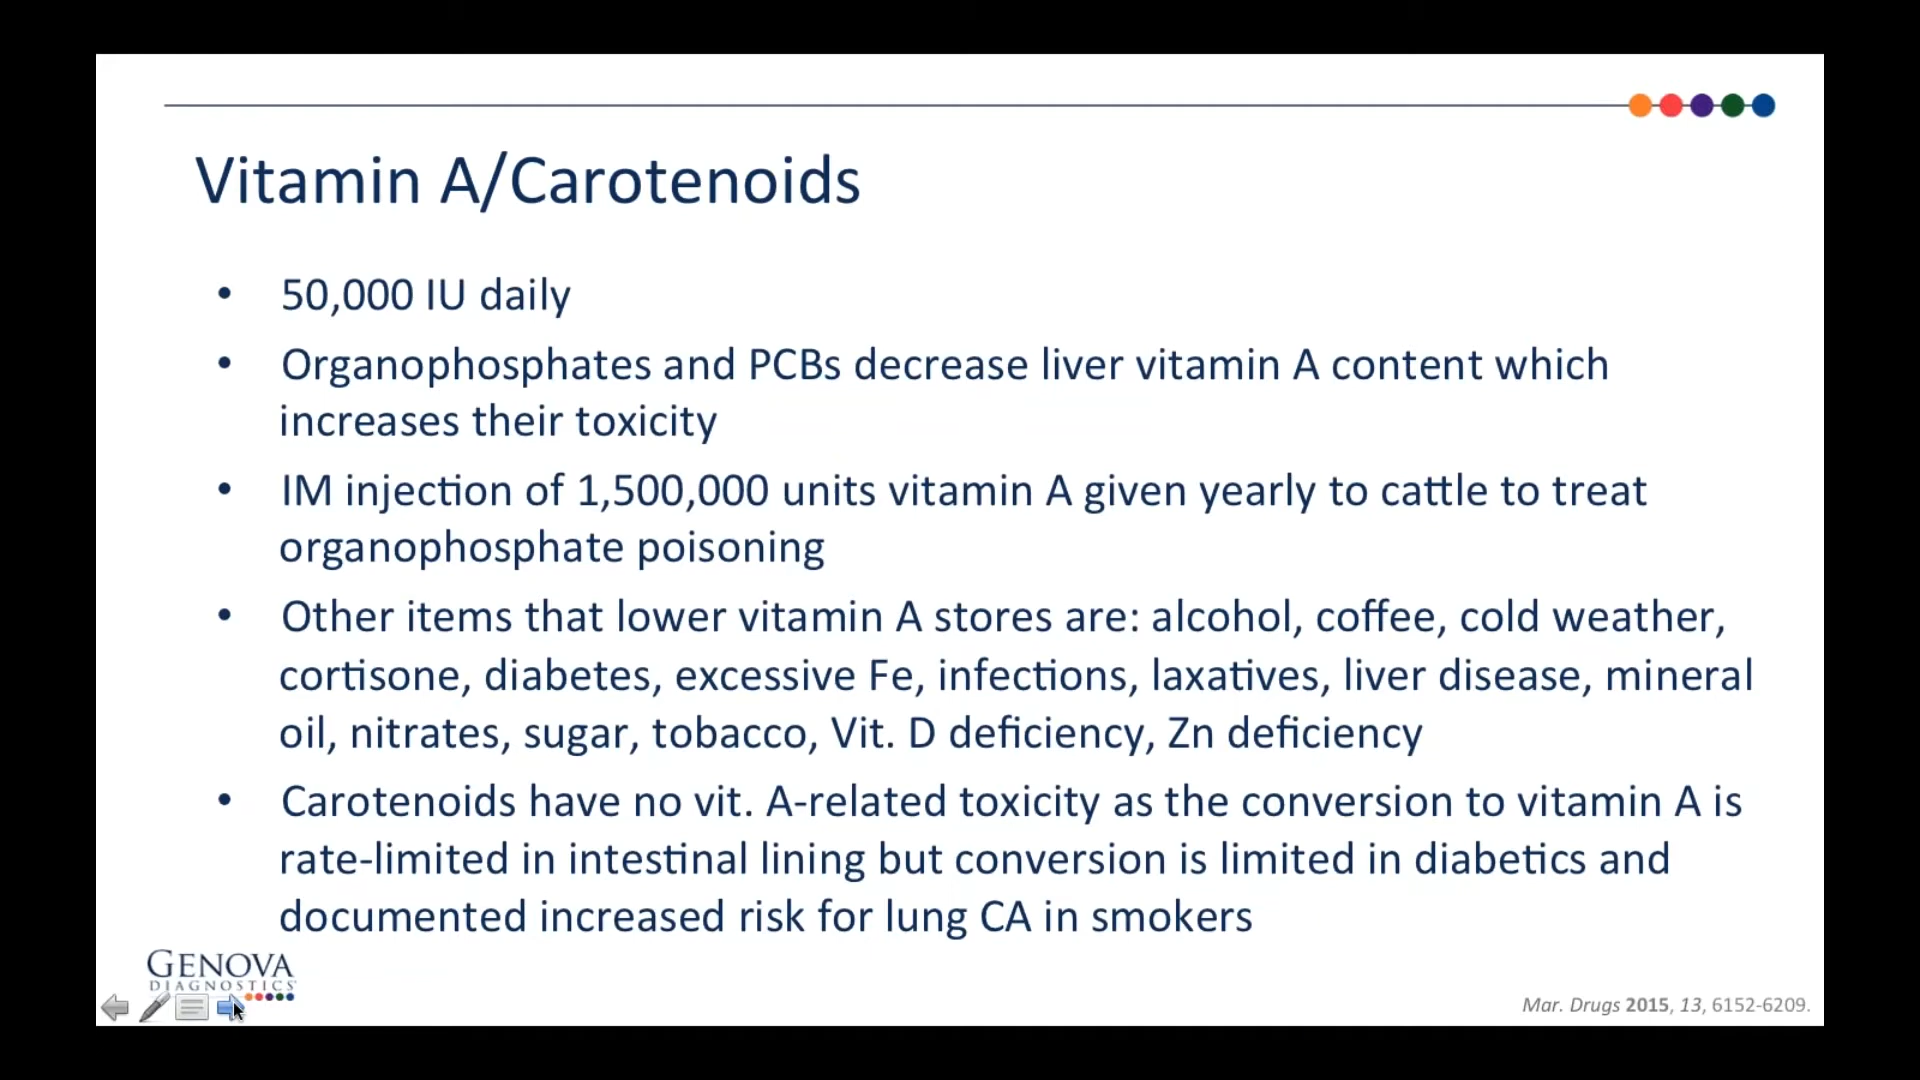 Vitamin A/Carotenoids
• 50,000 IU daily
• Organophosphates and PCBs decrease liver vitamin A content which
increases their toxicity
• IM injection of 1,500,000 units vitamin A given yearly to cattle to treat
organophosphate poisoning
• Other items that lower vitamin A stores are: alcohol, coffee, cold weather,
cortisone, diabetes, excessive Fe, infections, laxatives, liver disease, mineral
oil, nitrates, sugar, tobacco, Vit. D deficiency, Zn deficiency
• Carotenoids have no vit. A-related toxicity as the conversion to vitamin A is
rate-limited in intestinal lining but conversion is limited in diabetics and
documented increased risk for lung CA in smokers
GENOVA
DIAGNOSTICS
Mar. Drugs 2015, 13, 6152-6209.